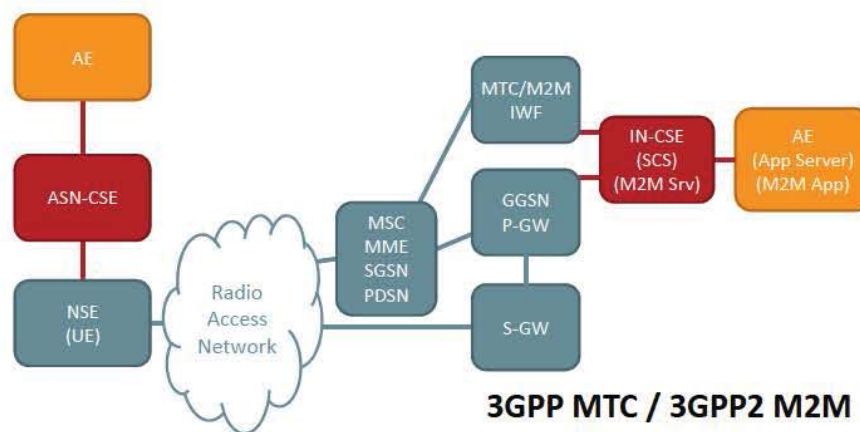 AE
ASN-CSE
NSE
(UE)
Radio
Access
Network
MSC
MME
SGSN
PDSN
MTC/M2M
IWF
GGSN
P-GW
S-GW
IN-CSE
(SCS)
(M2M Srv)
AE
(App Server)
(M2M App)
3GPP MTC / 3GPP2 M2M